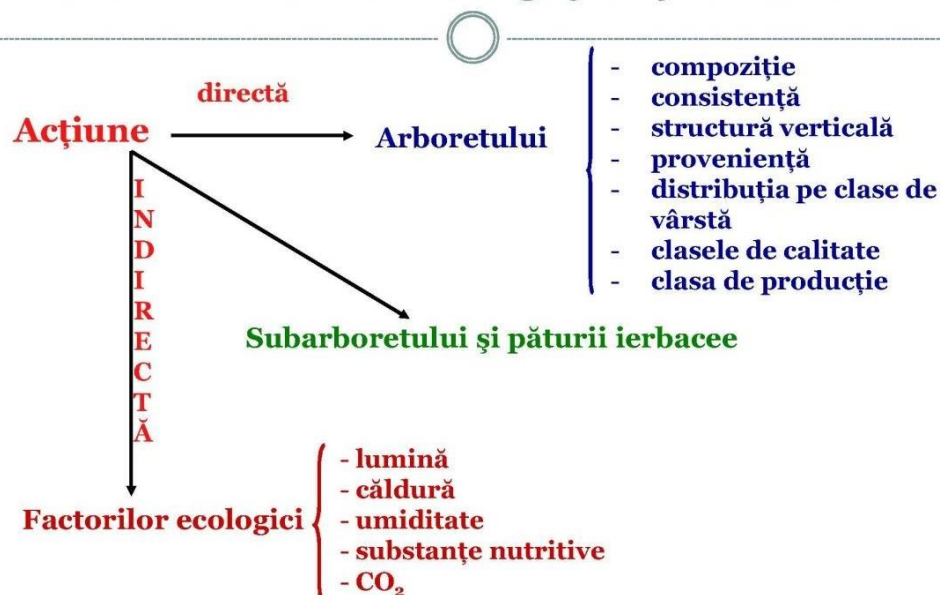 directă
Acțiune
Arboretului
- compoziție
- consistență
- structură verticală
- proveniență
- distribuția pe clase de
vârstă
- clasele de calitate
- clasa de producție
INDIRECTĂ
Subarboretului şi păturii ierbacee
Factorilor ecologici
- lumină
- căldură
- umiditate
- substanțe nutritive
- CO₂